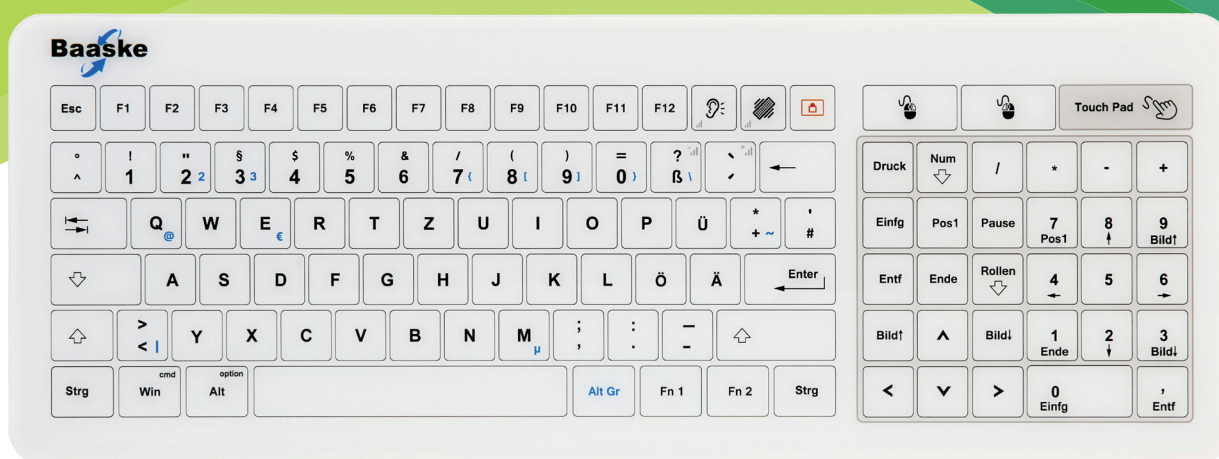 Baaske
Esc F1 F2 F3 F4 F5 F6 F7 F8 F9 F10 F11 F12 Touch Pad
° ! " § $ % & / ( ) = ? `
^ 1 2 2 3 3 4 5 6 7 { 8 [ 9 ] 0 } ß \ ´ Druck Num / * - +
Q @ W E € R T Z U I O P Ü * + ~ ' # Einfg Pos1 Pause 7 Pos1 8 9 Bild↑
A S D F G H J K L Ö Ä Enter Entf Ende Rollen 4 5 6
> < | Y X C V B N M µ ; , : . _ - Bild↑ ^ Bild↓ 1 Ende 2 3 Bild↓
Strg cmd Win option Alt Alt Gr Fn 1 Fn 2 Strg < v > 0 Einfg , Entf